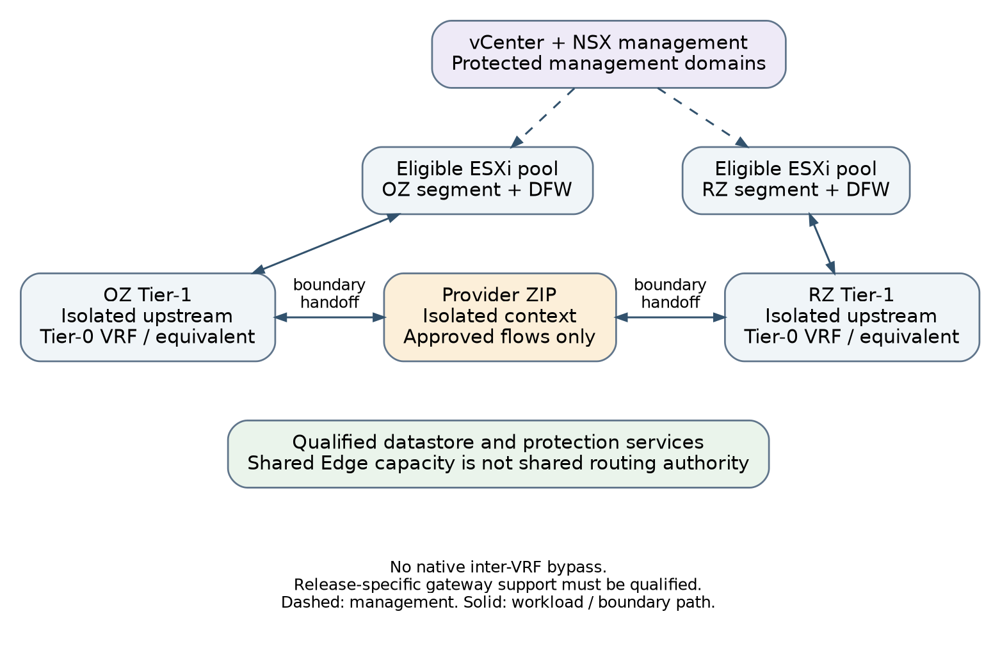 vCenter + NSX management
Protected management domains
Eligible ESXi pool
OZ segment + DFW
Eligible ESXi pool
RZ segment + DFW
OZ Tier-1
Isolated upstream
Tier-0 VRF / equivalent
boundary
handoff
Provider ZIP
Isolated context
Approved flows only
boundary
handoff
RZ Tier-1
Isolated upstream
Tier-0 VRF / equivalent
Qualified datastore and protection services
Shared Edge capacity is not shared routing authority
No native inter-VRF bypass.
Release-specific gateway support must be qualified.
Dashed: management. Solid: workload / boundary path.